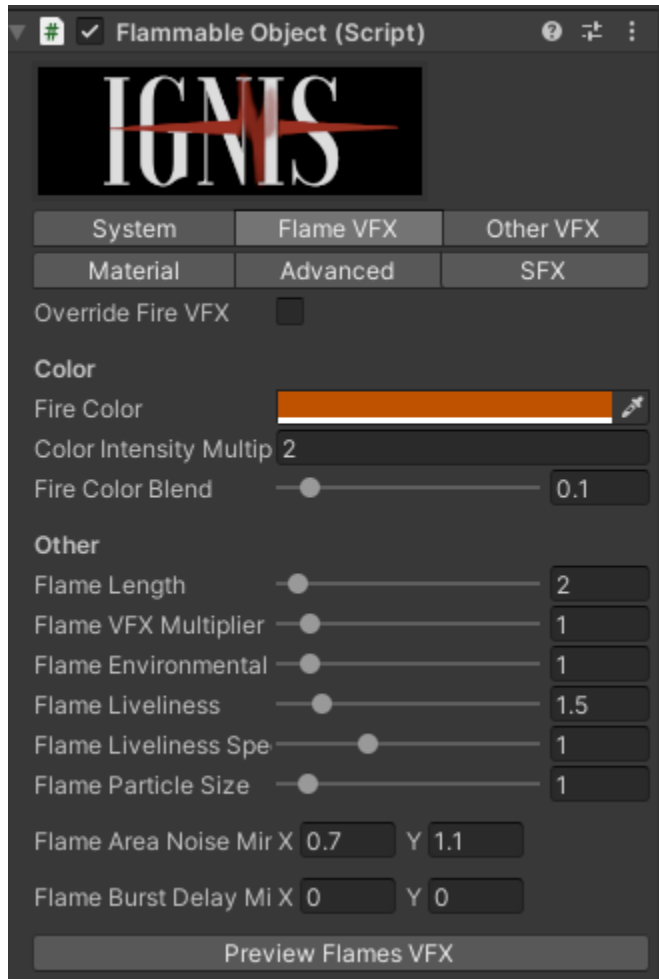 # Flammable Object (Script)
IGNIS
System Flame VFX Other VFX
Material Advanced SFX
Override Fire VFX
Color
Fire Color
Color Intensity Multip 2
Fire Color Blend 0.1
Other
Flame Length 2
Flame VFX Multiplier 1
Flame Environmental 1
Flame Liveliness 1.5
Flame Liveliness Spe 1
Flame Particle Size 1
Flame Area Noise Mir X 0.7 Y 1.1
Flame Burst Delay Mi X 0 Y 0
Preview Flames VFX